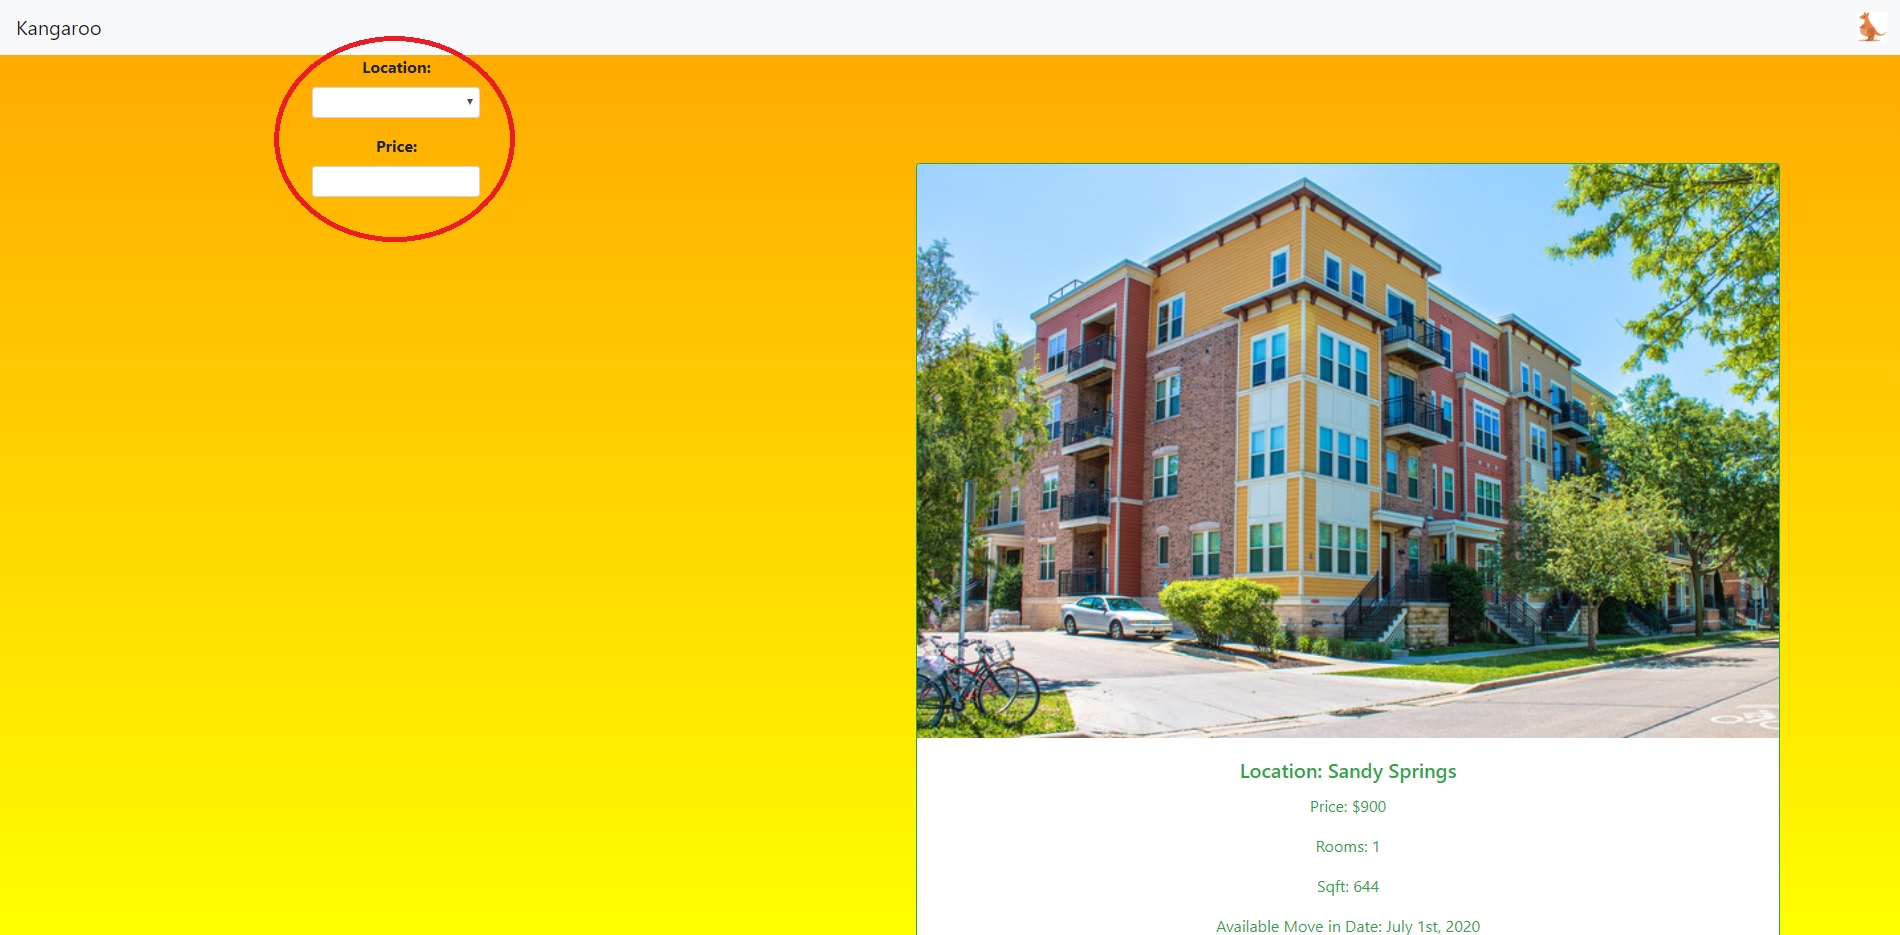 Kangaroo
Location:
Price:
Location: Sandy Springs
Price: $900
Rooms: 1
Sqft: 644
Available Move in Date: July 1st, 2020